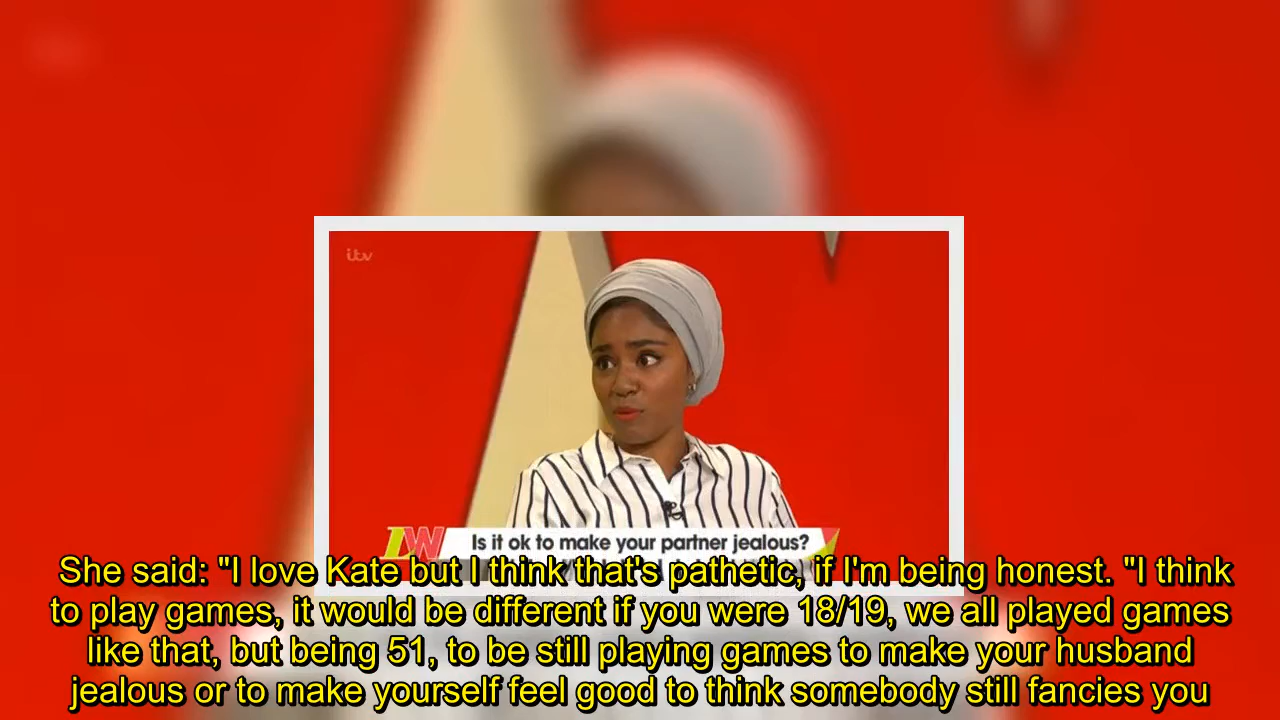 itv
LW
Is it ok to make your partner jealous?
She said: "I love Kate but I think that's pathetic, if I'm being honest. "I think
to play games, it would be different if you were 18/19, we all played games
like that, but being 51, to be still playing games to make your husband
jealous or to make yourself feel good to think somebody still fancies you